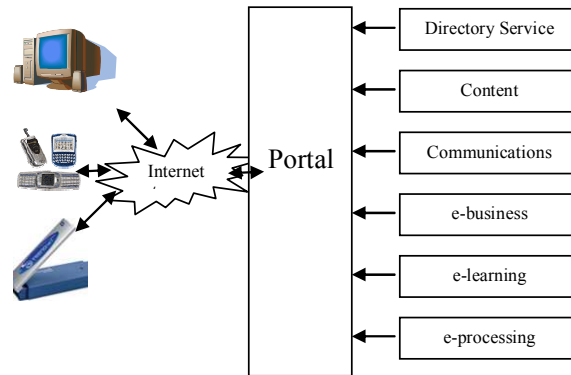 Directory Service
Content
Internet
Portal
Communications
e-business
e-learning
e-processing